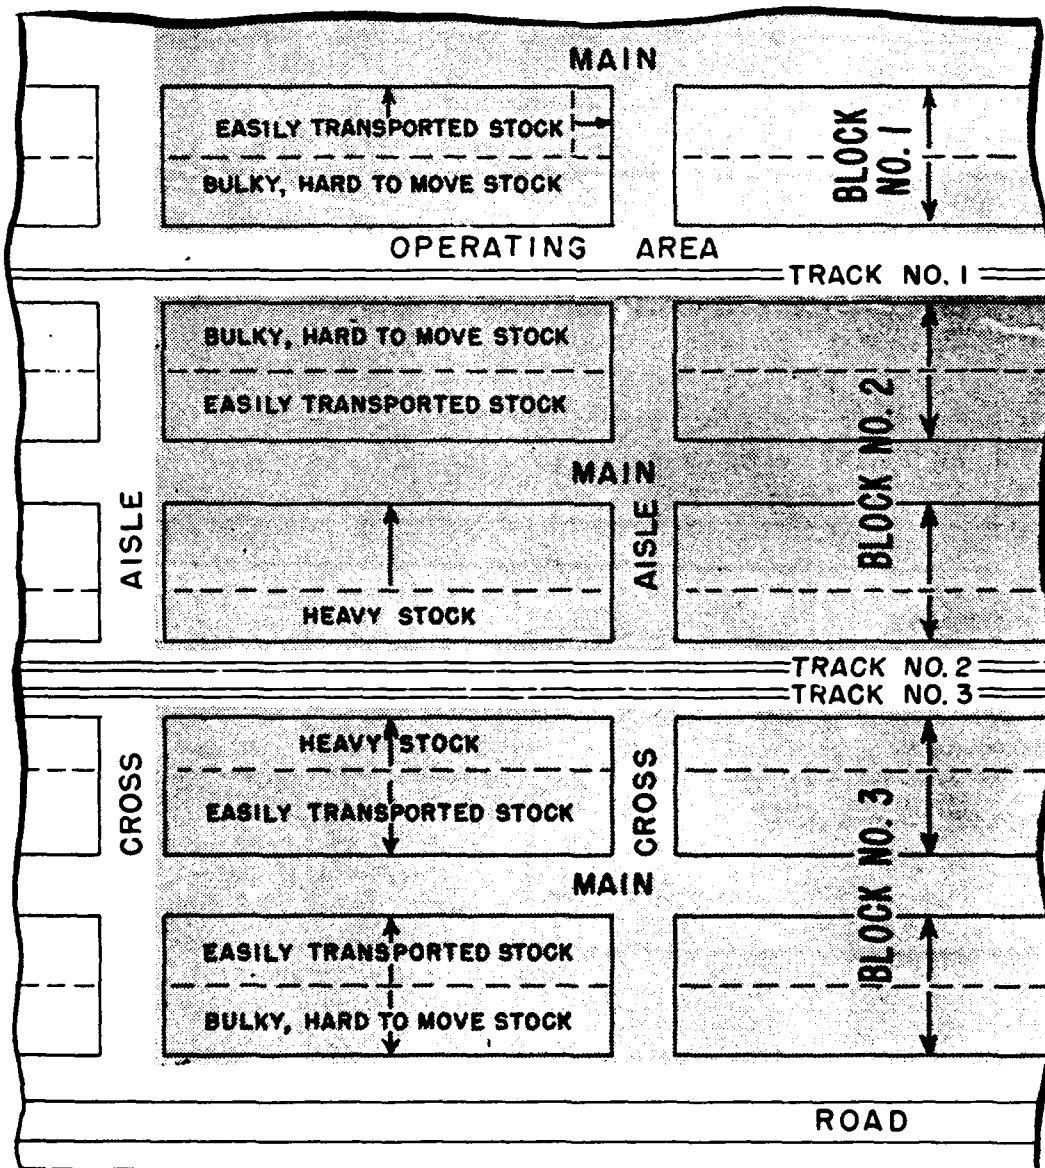 MAIN
EASILY TRANSPORTED STOCK
BULKY, HARD TO MOVE STOCK
BLOCK
NO. 1
OPERATING AREA
TRACK NO. 1
BULKY, HARD TO MOVE STOCK
EASILY TRANSPORTED STOCK
BLOCK NO. 2
MAIN
AISLE
AISLE
HEAVY STOCK
TRACK NO. 2
TRACK NO. 3
HEAVY STOCK
EASILY TRANSPORTED STOCK
CROSS
CROSS
BLOCK NO. 3
MAIN
EASILY TRANSPORTED STOCK
BULKY, HARD TO MOVE STOCK
ROAD